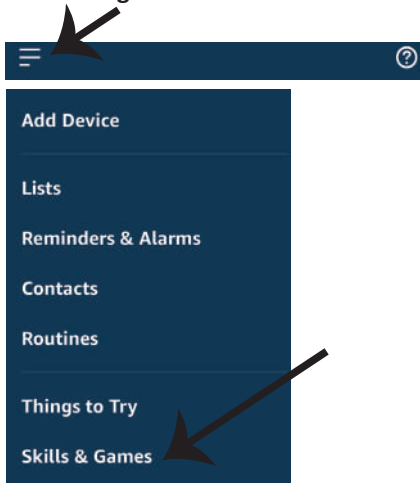 Add Device
Lists
Reminders & Alarms
Contacts
Routines
Things to Try
Skills & Games